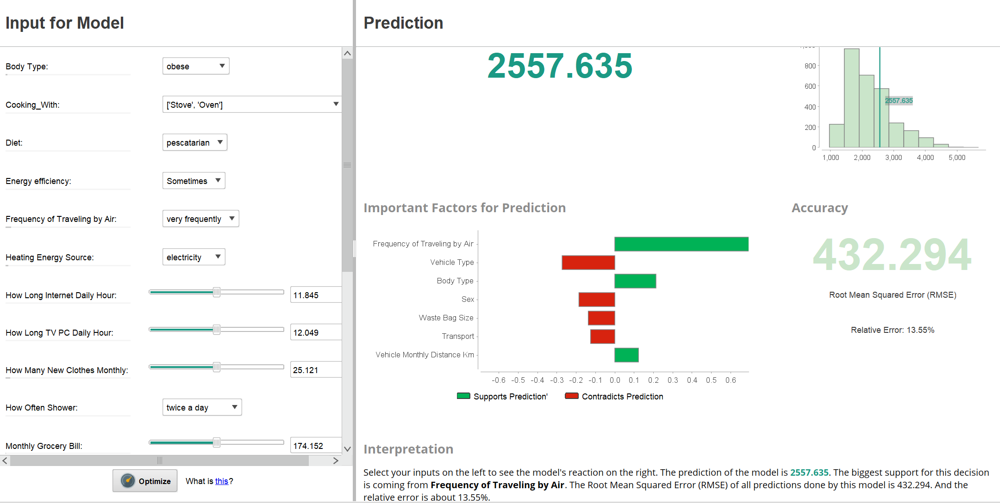 Input for Model
Body Type:
obese
Cooking_With:
['Stove', 'Oven']
Diet:
pescatarian
Energy efficiency:
Sometimes
Frequency of Traveling by Air:
very frequently
Heating Energy Source:
electricity
How Long Internet Daily Hour:
11.845
How Long TV PC Daily Hour:
12.049
How Many New Clothes Monthly:
25.121
How Often Shower:
twice a day
Monthly Grocery Bill:
174.152
Optimize
What is this?
Prediction
2557.635
800
600
400
200
0
2557.635
1,000 2,000 3,000 4,000 5,000
Important Factors for Prediction
Frequency of Traveling by Air
Vehicle Type
Body Type
Sex
Waste Bag Size
Transport
Vehicle Monthly Distance Km
-0.6 -0.5 -0.4 -0.3 -0.2 -0.1 0.0 0.1 0.2 0.3 0.4 0.5 0.6
Supports Prediction' Contradicts Prediction
Accuracy
432.294
Root Mean Squared Error (RMSE)
Relative Error: 13.55%
Interpretation
Select your inputs on the left to see the model's reaction on the right. The prediction of the model is 2557.635. The biggest support for this decision
is coming from Frequency of Traveling by Air. The Root Mean Squared Error (RMSE) of all predictions done by this model is 432.294. And the
relative error is about 13.55%.